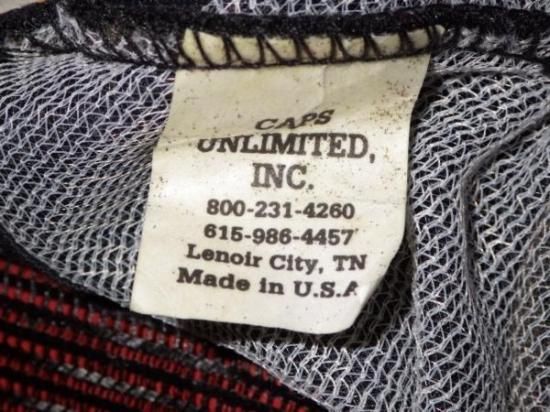 CAPS
UNLIMITED,
INC.
800-231-4260
615-986-4457
Lenoir City, TN
Made in U.S.A